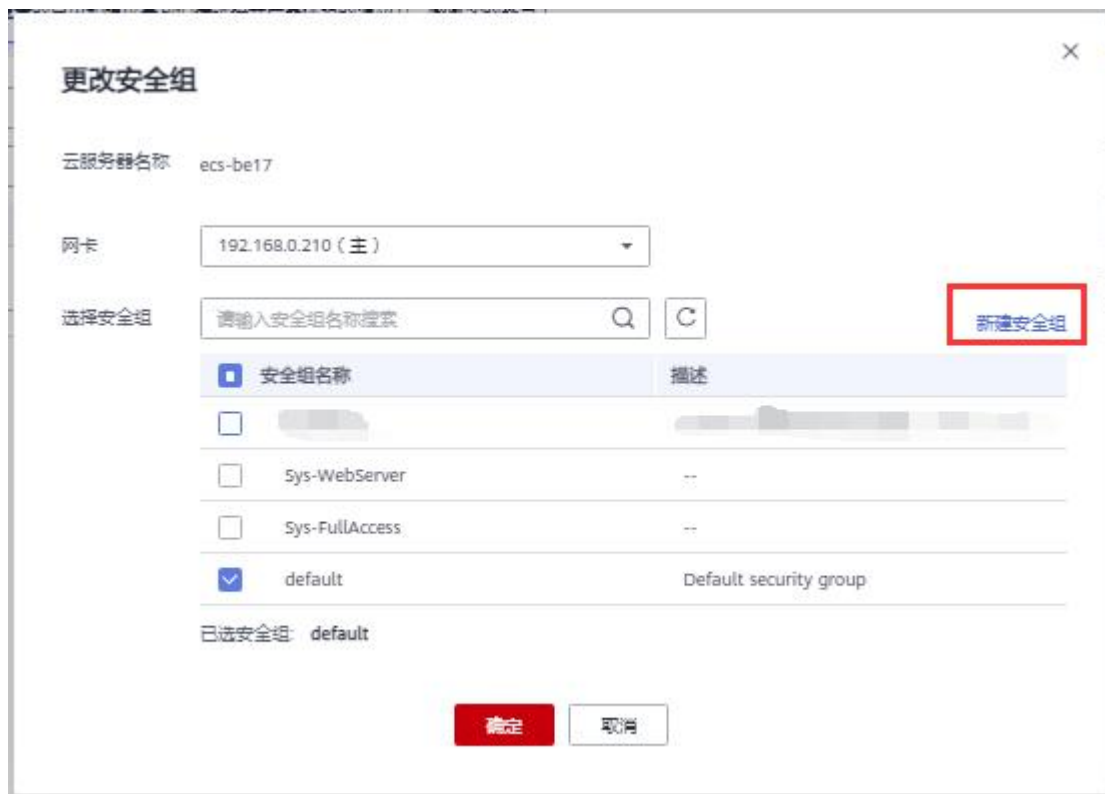 更改安全组
云服务器名称 ecs-be17
网卡 192.168.0.210（主）
选择安全组 请输入安全组名称搜索 新建安全组
安全组名称 描述
Sys-WebServer --
Sys-FullAccess --
default Default security group
已选安全组: default
确定 取消